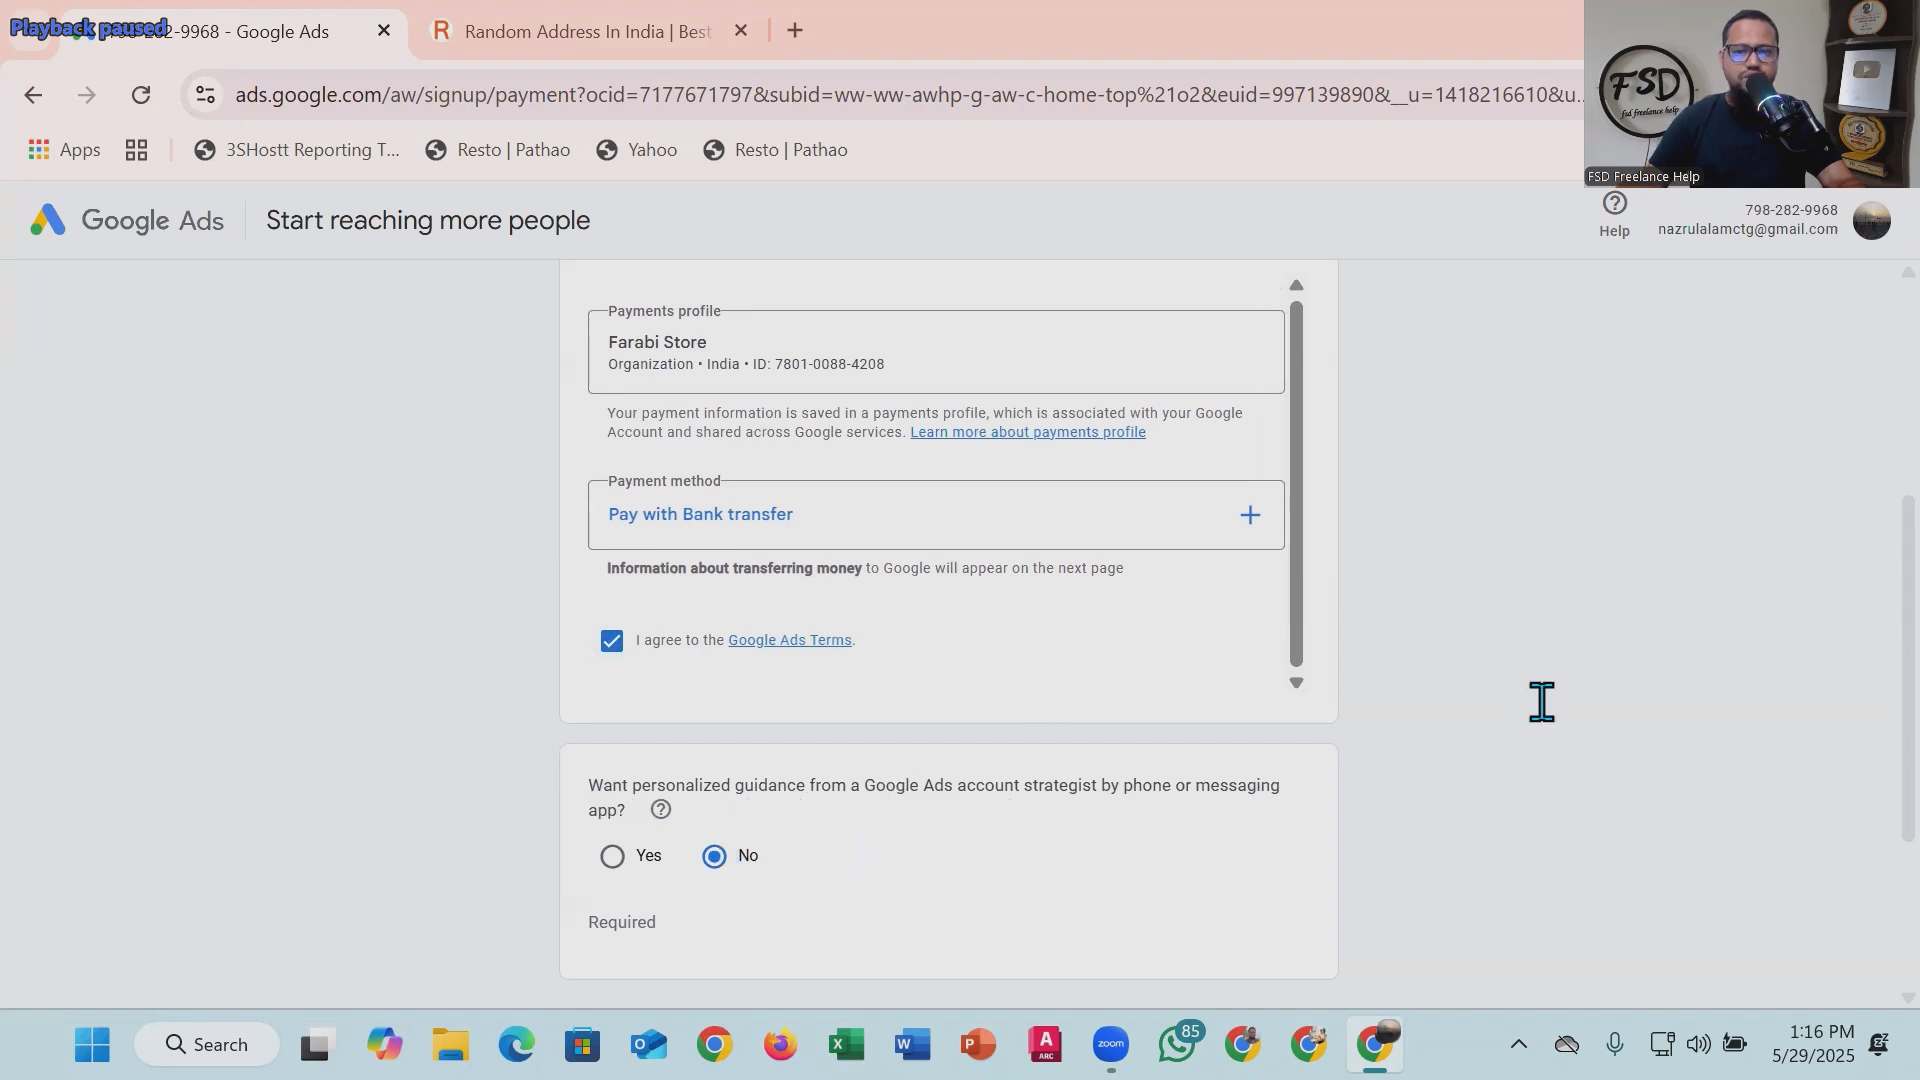 Playback paused
798-282-9968 - Google Ads
Random Address In India | Best
ads.google.com/aw/signup/payment?ocid=7177671797&subid=ww-ww-awhp-g-aw-c-home-top%21o2&euid=997139890&__u=1418216610&u...
Apps
3SHostt Reporting T...
Resto | Pathao
Yahoo
Resto | Pathao
FSD
fsd freelance help
FSD Freelance Help
Google Ads
Start reaching more people
Help
798-282-9968
nazrulalamctg@gmail.com
Payments profile
Farabi Store
Organization • India • ID: 7801-0088-4208
Your payment information is saved in a payments profile, which is associated with your Google
Account and shared across Google services. Learn more about payments profile
Payment method
Pay with Bank transfer
Information about transferring money to Google will appear on the next page
I agree to the Google Ads Terms.
Want personalized guidance from a Google Ads account strategist by phone or messaging
app?
Yes
No
Required
Search
zoom
85
1:16 PM
5/29/2025